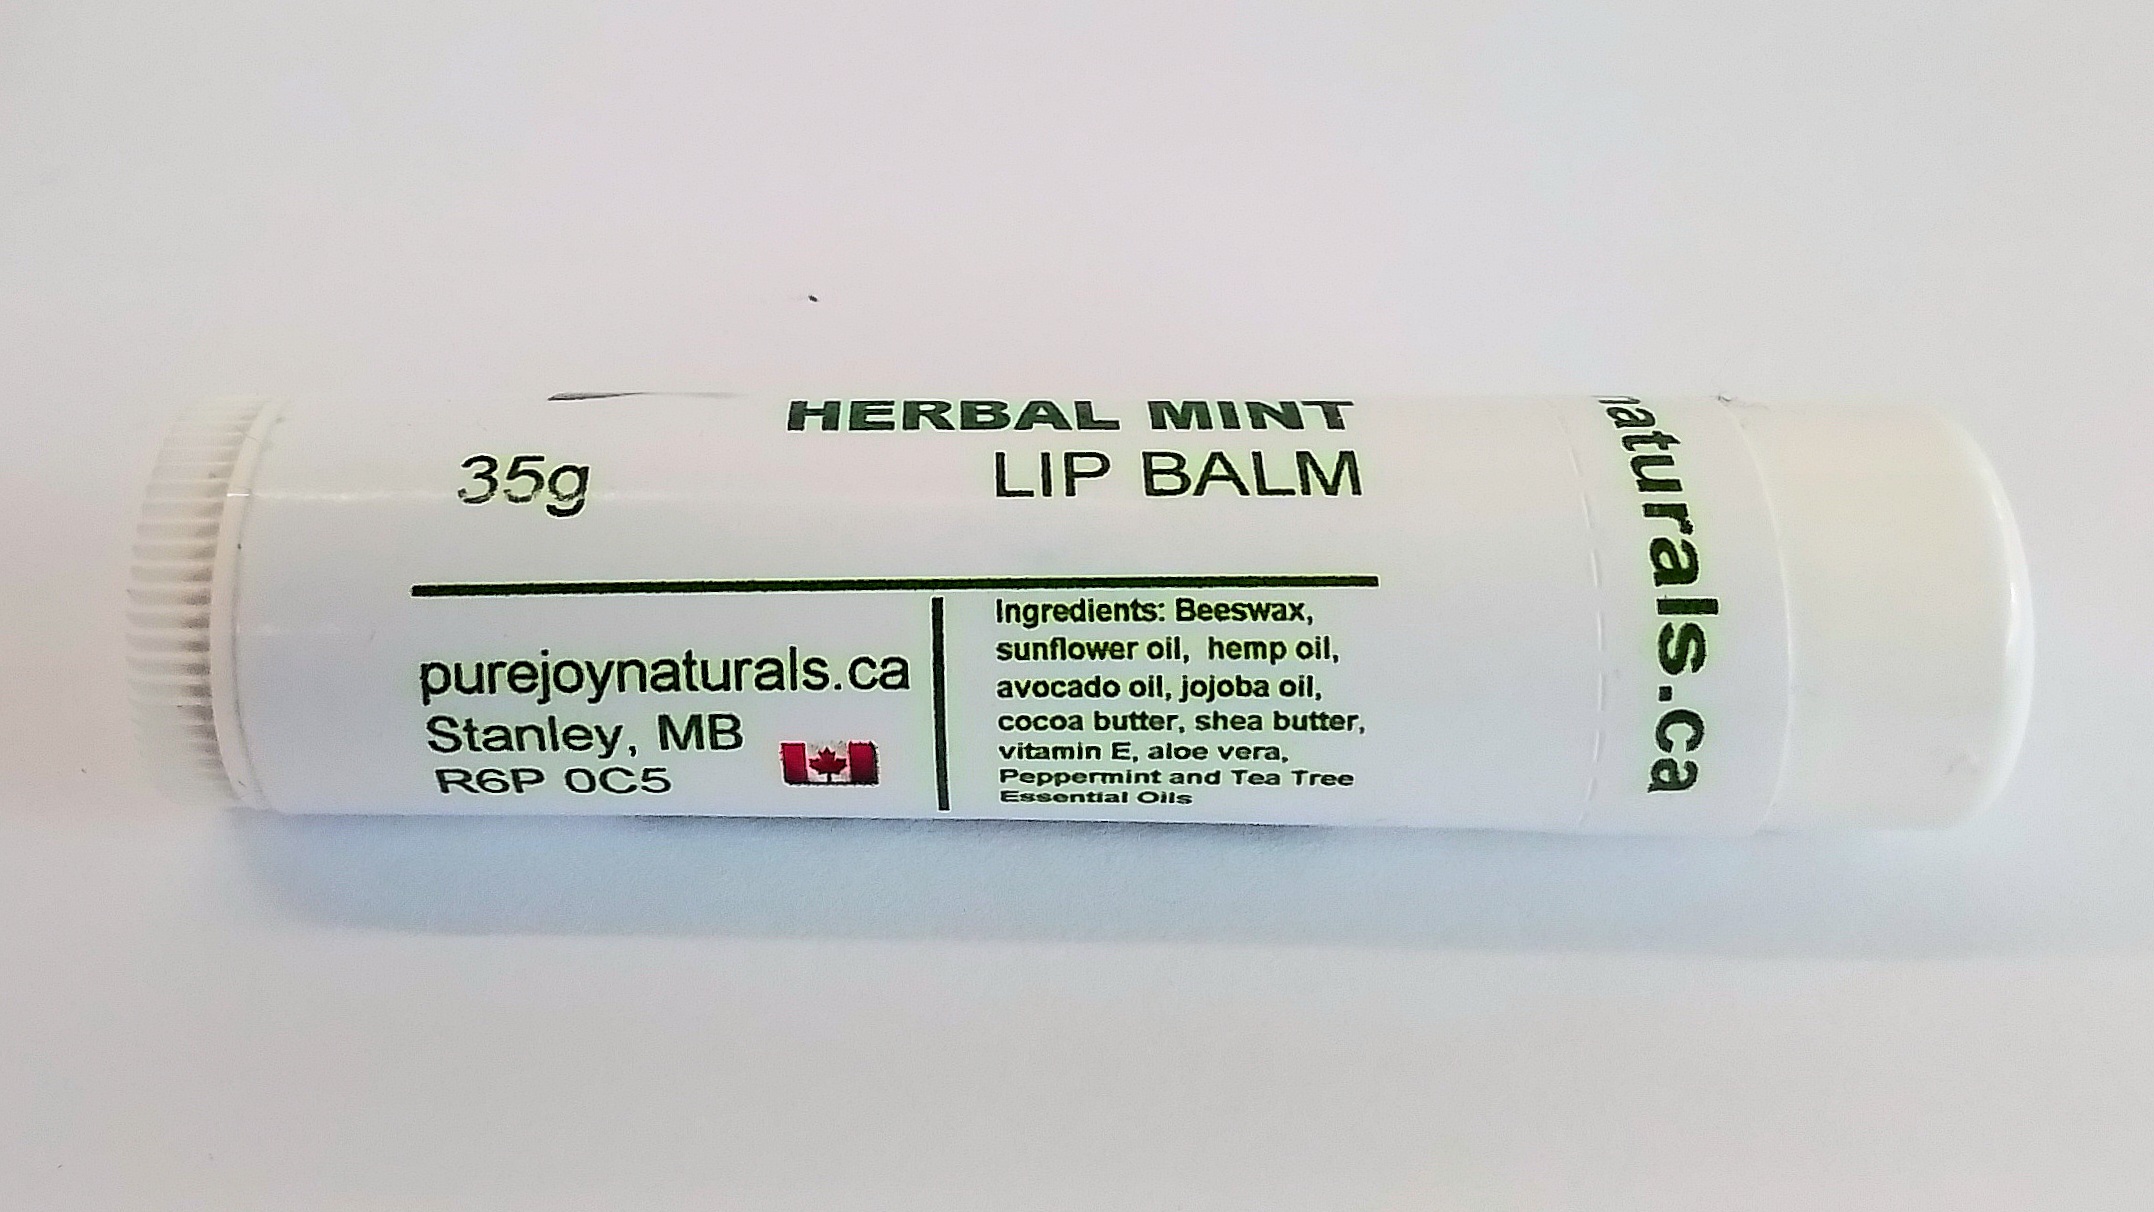 HERBAL MINT
35g
LIP BALM
purejoynaturals.ca
Stanley, MB
R6P 0C5
Ingredients: Beeswax,
sunflower oil, hemp oil,
avocado oil, jojoba oil,
cocoa butter, shea butter,
vitamin E, aloe vera,
Peppermint and Tea Tree
Essential Oils
naturals.ca